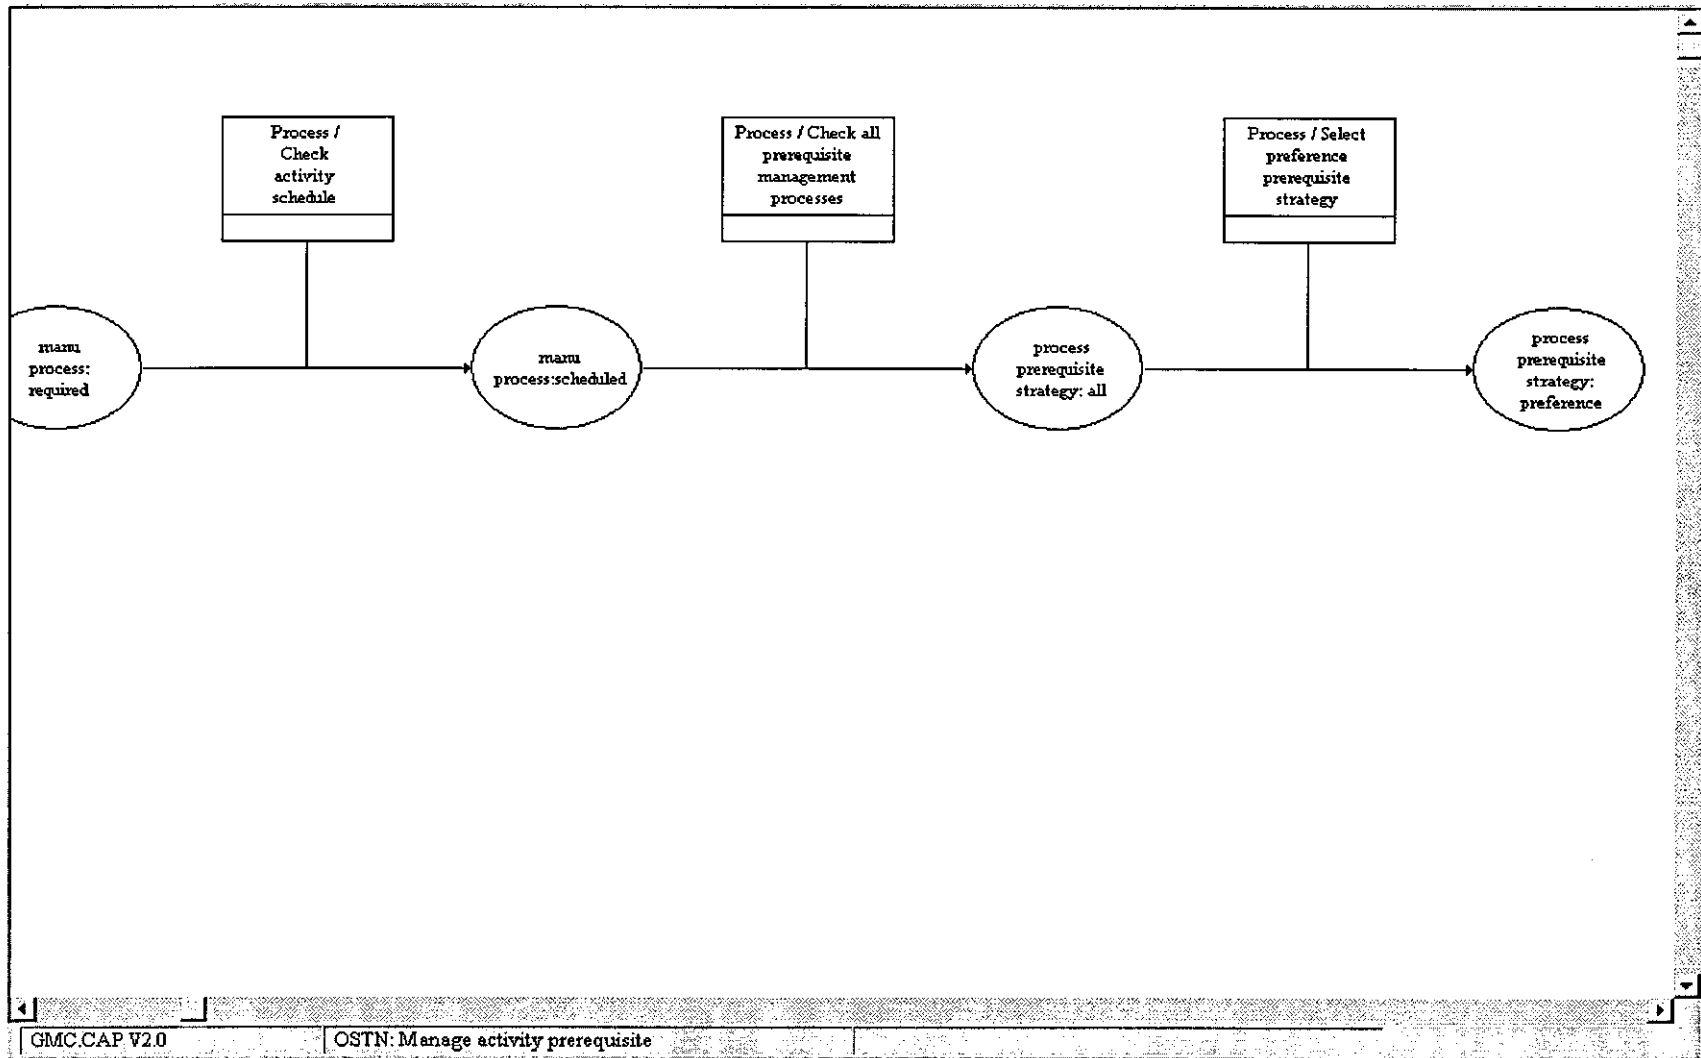 Process /
Check
activity
schedule
Process / Check all
prerequisite
management
processes
Process / Select
preference
prerequisite
strategy
manu
process:
required
manu
process:scheduled
process
prerequisite
strategy: all
process
prerequisite
strategy:
preference
GMC.CAP V2.0
OSTN: Manage activity prerequisite